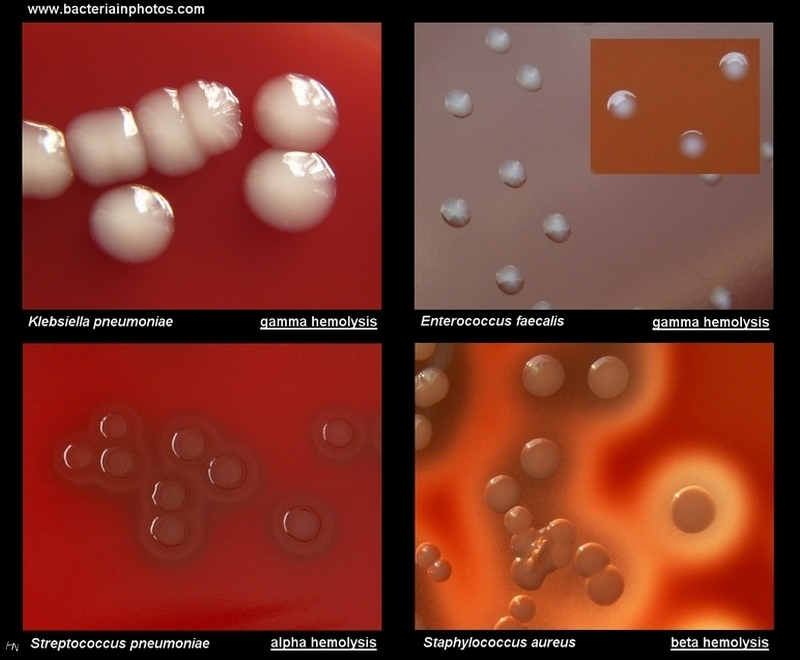 www.bacteriainphotos.com
Klebsiella pneumoniae gamma hemolysis
Enterococcus faecalis gamma hemolysis
Streptococcus pneumoniae alpha hemolysis
Staphylococcus aureus beta hemolysis